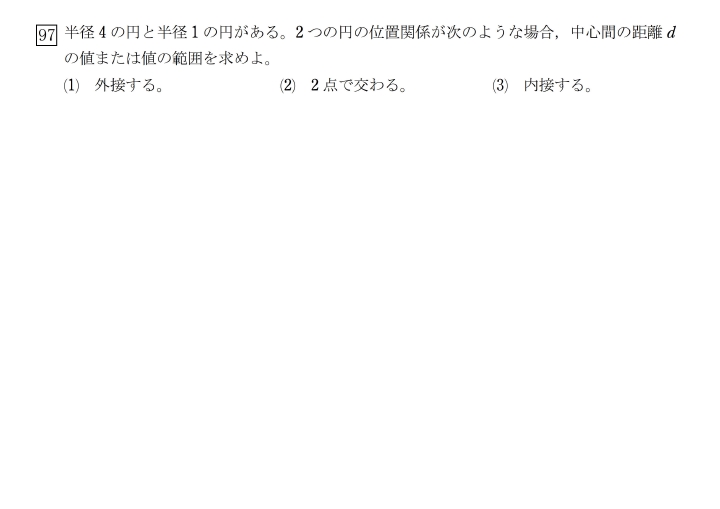 97 半径 4 の円と半径 1 の円がある。2 つの円の位置関係が次のような場合，中心間の距離 d
の値または値の範囲を求めよ。
(1) 外接する。 (2) 2 点で交わる。 (3) 内接する。